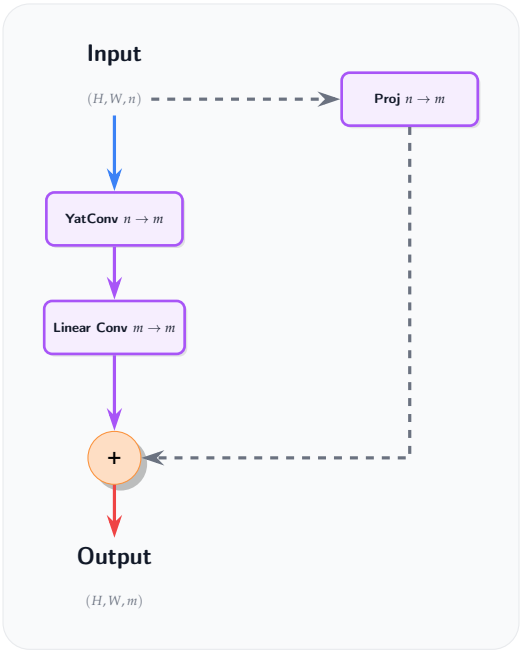 Input
(H, W, n)
Proj n → m
YatConv n → m
Linear Conv m → m
+
Output
(H, W, m)